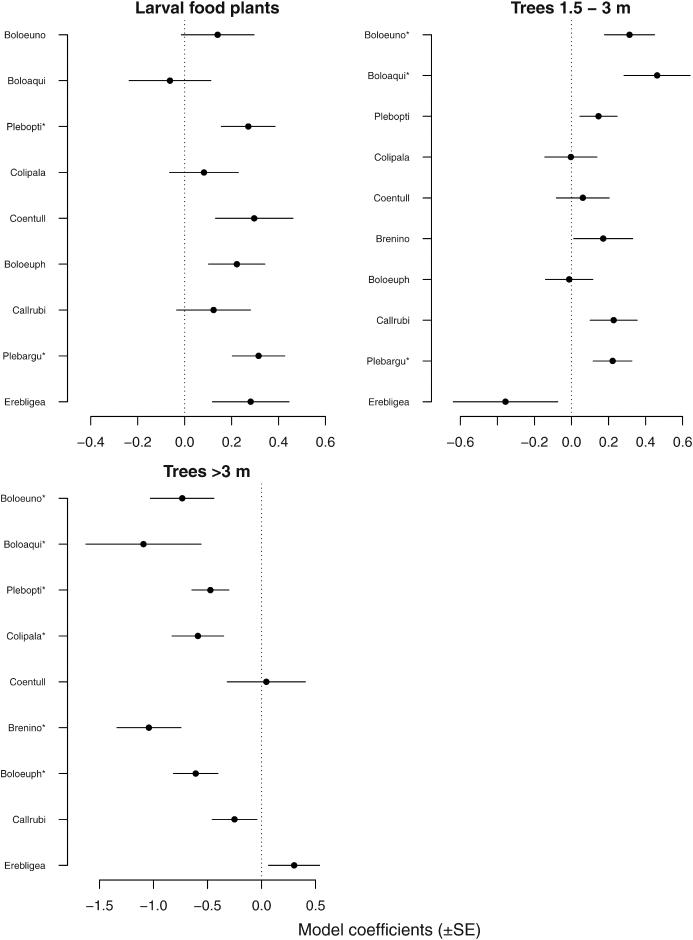 Larval food plants
Boloeuno
Boloaqui
Plebopti*
Colipala
Coentull
Boloeuph
Callrubi
Plebargu*
Erebligea
−0.4 −0.2 0.0 0.2 0.4 0.6
Trees 1.5 − 3 m
Boloeuno*
Boloaqui*
Plebopti
Colipala
Coentull
Brenino
Boloeuph
Callrubi
Plebargu*
Erebligea
−0.6 −0.2 0.0 0.2 0.4 0.6
Trees >3 m
Boloeuno*
Boloaqui*
Plebopti*
Colipala*
Coentull
Brenino*
Boloeuph*
Callrubi
Erebligea
−1.5 −1.0 −0.5 0.0 0.5
Model coefficients (±SE)